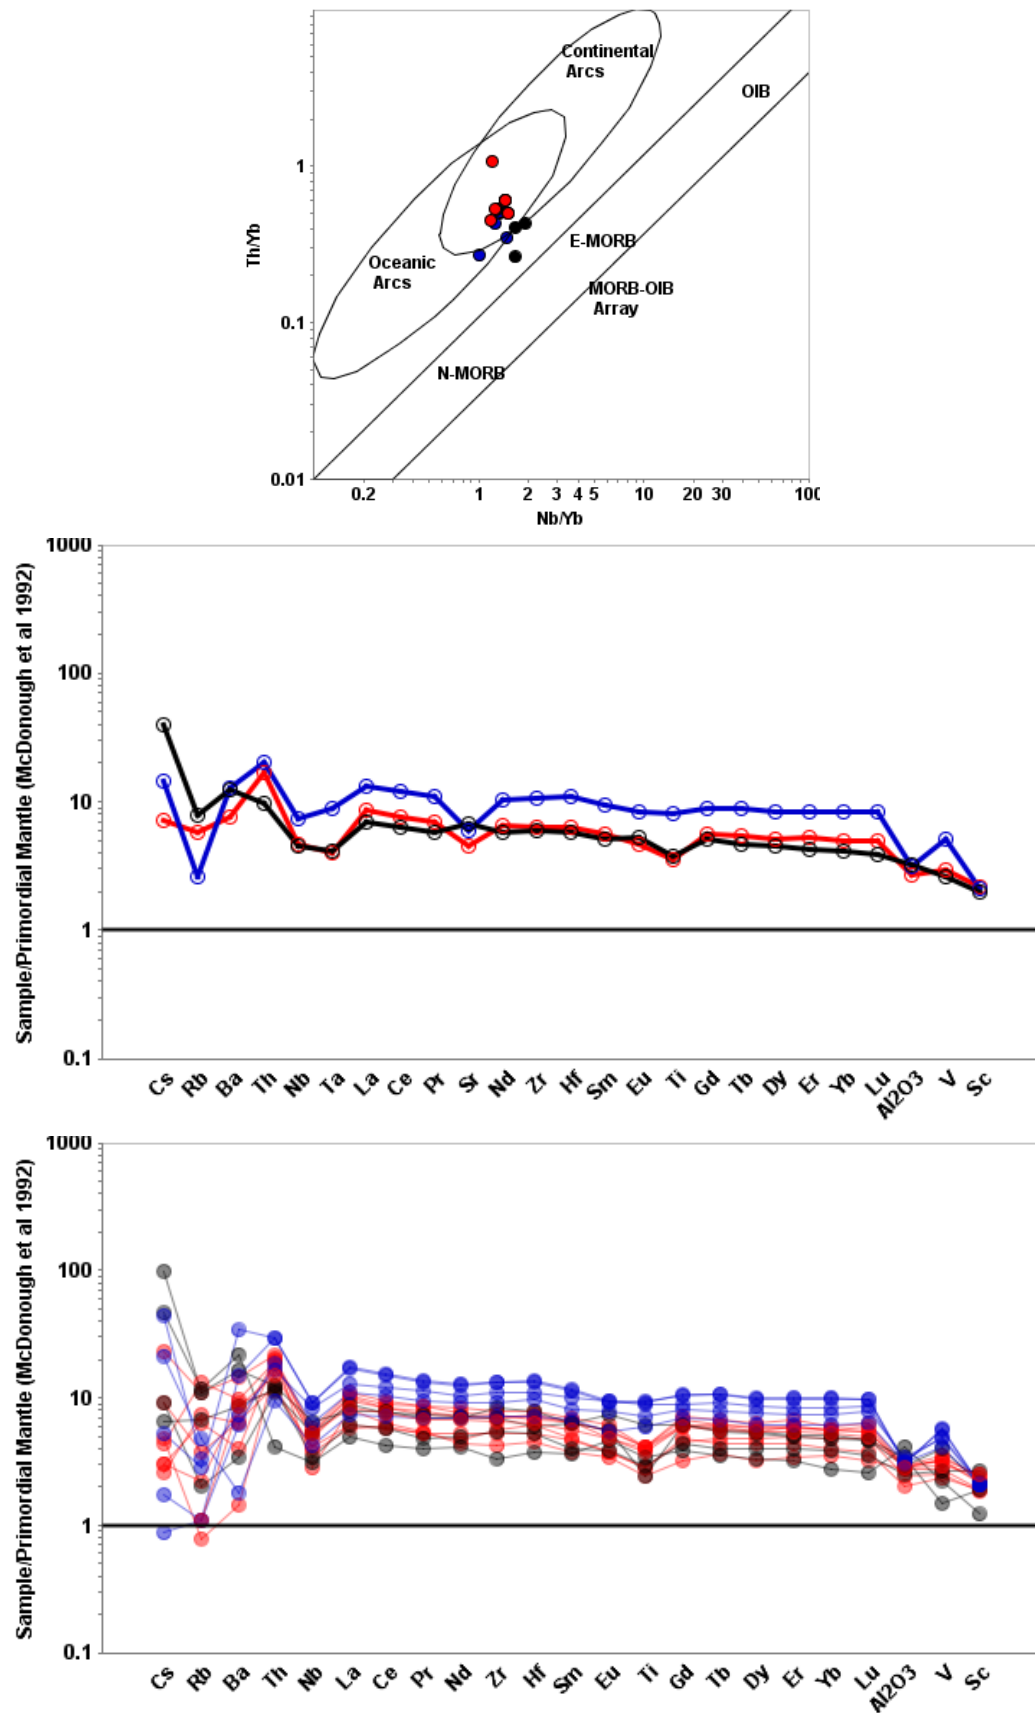 Continental
Arcs
OIB
1
Th/Yb
E-MORB
Oceanic
Arcs
MORB-OIB
Array
0.1
N-MORB
0.01
0.2 1 2 3 4 5 10 20 30 100
Nb/Yb
1000
Sample/Primordial Mantle (McDonough et al 1992)
100
10
1
0.1
Cs Rb Ba Th Nb Ta La Ce Pr Sr Nd Zr Hf Sm Eu Ti Gd Tb Dy Er Yb Lu Al2O3 V Sc
1000
Sample/Primordial Mantle (McDonough et al 1992)
100
10
1
0.1
Cs Rb Ba Th Nb La Ce Pr Nd Zr Hf Sm Eu Ti Gd Tb Dy Er Yb Lu Al2O3 V Sc